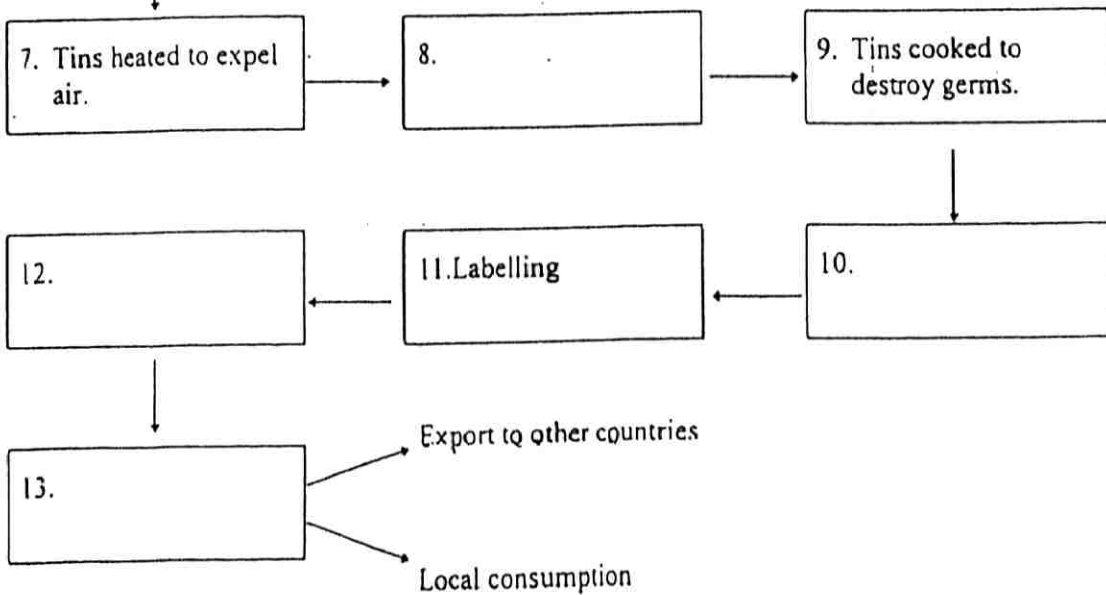 7. Tins heated to expel
air.
8.
9. Tins cooked to
destroy germs.
12.
11.Labelling
10.
13.
Export to other countries
Local consumption